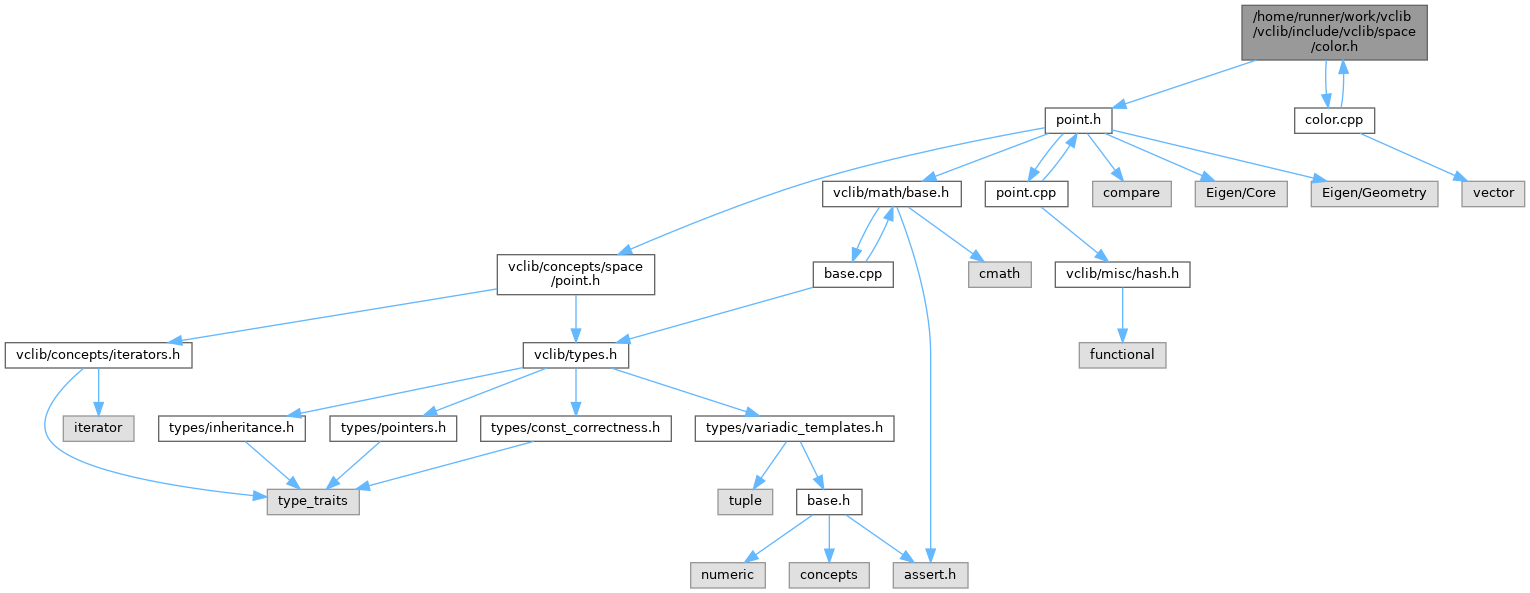 /home/runner/work/vclib
/vclib/include/vclib/space
/color.h
point.h
color.cpp
vclib/math/base.h
point.cpp
compare
Eigen/Core
Eigen/Geometry
vector
vclib/concepts/space
/point.h
base.cpp
cmath
vclib/misc/hash.h
vclib/concepts/iterators.h
vclib/types.h
functional
iterator
types/inheritance.h
types/pointers.h
types/const_correctness.h
types/variadic_templates.h
type_traits
tuple
base.h
numeric
concepts
assert.h